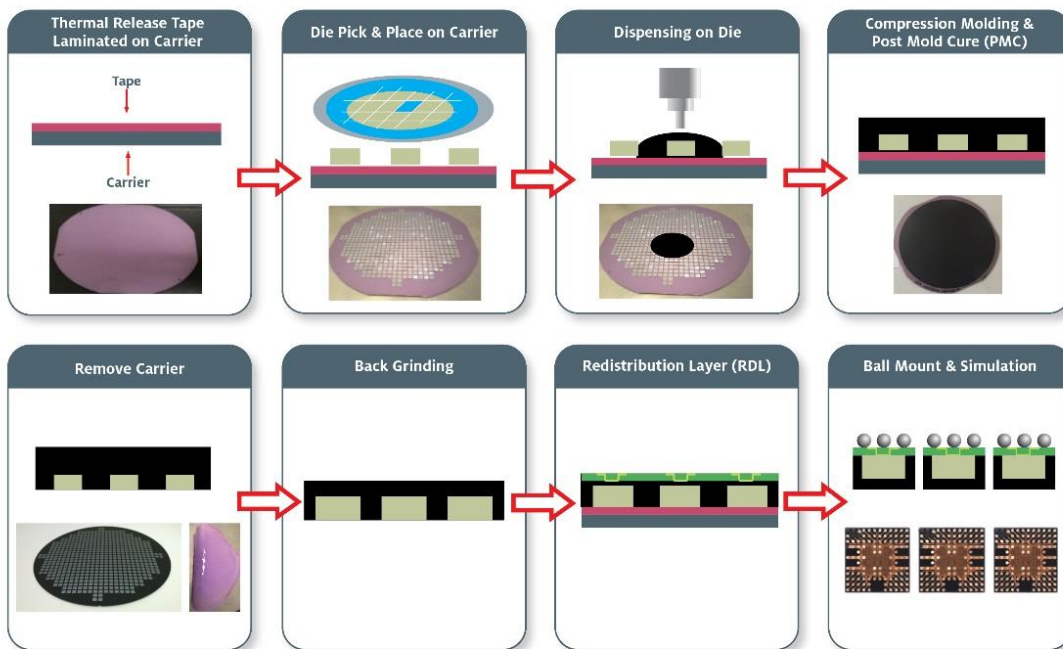 Thermal Release Tape
Laminated on Carrier
Tape
Carrier
Die Pick & Place on Carrier
Dispensing on Die
Compression Molding &
Post Mold Cure (PMC)
Remove Carrier
Back Grinding
Redistribution Layer (RDL)
Ball Mount & Simulation